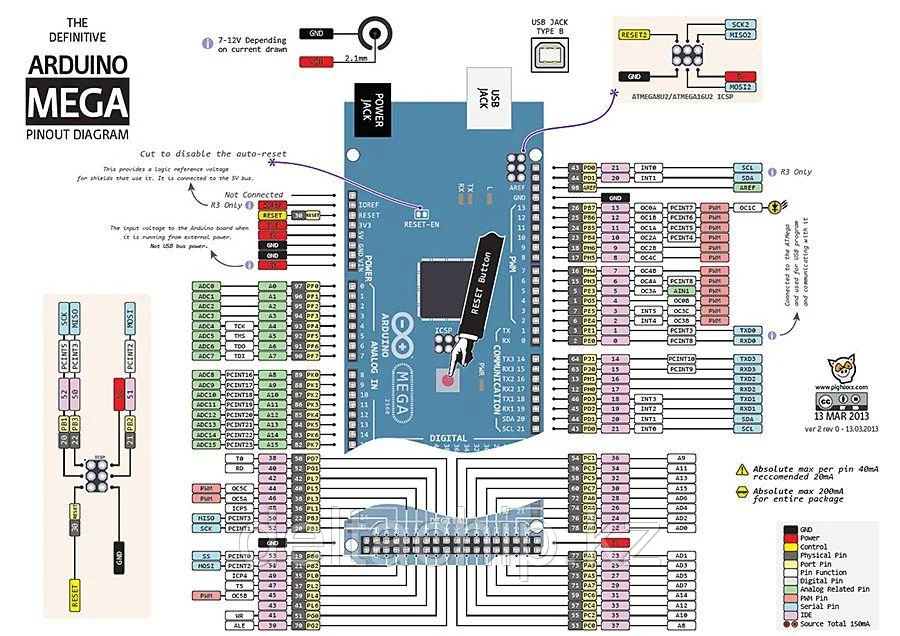 THE
DEFINITIVE
ARDUINO
MEGA
PINOUT DIAGRAM
7-12V Depending
on current drawn
GND
2.1mm
USB JACK
TYPE B
POWER
JACK
USB
JACK
SCK2
MISO2
RESET2
GND
5V
MOSI2
ATMEGA8U2/ATMEGA16U2 ICSP
Cut to disable the auto-reset
This provides a logic reference voltage
for shields that use it. It is connected to the 5V bus.
Not Connected
R3 Only
IOREF
RESET 30 RESET
3V3
GND
GND
The input voltage to the Arduino board when
it is running from external power.
Not USB bus power.
IOREF
RESET
3V3
5V
GND
VIN
POWER
RESET-EN
TX
RX
L
AREF
GND
13
12
11
10
9
8
PWM
7
6
5
4
3
2
TX 1
RX 0
COMMUNICATION
TX3 14
RX3 15
TX2 16
RX2 17
TX1 18
RX1 19
SDA 20
SCL 21
RESET Button
ICSP
PWR
ARDUINO
MEGA
2560
ANALOG IN
DIGITAL
43 PD0 21 INT0 SCL
44 PD1 20 INT1 SDA
R3 Only
98 AREF AREF
GND
26 PB7 13 OC0A PCINT7 PWM OC1C
25 PB6 12 OC1B PCINT6 PWM
24 PB5 11 OC1A PCINT5 PWM
23 PB4 10 OC2A PCINT4 PWM
18 PH6 9 OC2B PWM
17 PH5 8 OC4C PWM
16 PH4 7 OC4B PWM
15 PH3 6 OC4A PCINT8 PWM
5 PE3 5 OC3A AIN1 PWM
1 PG5 4 OC0B PWM
7 PE5 3 INT5 OC3C PWM
6 PE4 2 INT4 OC3B PWM
3 PE1 1 PCINT3 TXD0
2 PE0 0 PCINT8 RXD0
Connected to the ATMega
and used for USB program
and communicating with it
64 PJ1 14 PCINT10 TXD3
63 PJ0 15 PCINT9 RXD3
13 PH1 16 TXD2
12 PH0 17 RXD2
46 PD3 18 INT3 TXD1
45 PD2 19 INT2 RXD1
44 PD1 20 INT1 SDA
43 PD0 21 INT0 SCL
ADC0 A0 97 PF0
ADC1 A1 96 PF1
ADC2 A2 95 PF2
ADC3 A3 94 PF3
ADC4 TCK A4 93 PF4
ADC5 TMS A5 92 PF5
ADC6 TDO A6 91 PF6
ADC7 TDI A7 90 PF7
ADC8 PCINT16 A8 89 PK0
ADC9 PCINT17 A9 88 PK1
ADC10 PCINT18 A10 87 PK2
ADC11 PCINT19 A11 86 PK3
ADC12 PCINT20 A12 85 PK4
ADC13 PCINT21 A13 84 PK5
ADC14 PCINT22 A14 83 PK6
ADC15 PCINT23 A15 82 PK7
T0 38 50 PD7
RD 40 52 PG1
42 42 PL7
PWM OC5C 44 40 PL5
PWM OC5A 46 38 PL3
ICP5 48 36 PL1
MISO PCINT3 50 22 PB3
SCK PCINT1 52 20 PB1
GND
SS PCINT0 53 19 PB0
MOSI PCINT2 51 21 PB2
ICP4 49 35 PL0
T5 47 37 PL2
PWM OC5B 45 39 PL4
43 41 PL6
WR 41 51 PG0
ALE 39 70 PG2
54 PC1 36 A9
56 PC3 34 A11
58 PC5 32 A13
60 PC7 30 A15
72 PA6 28 AD6
74 PA4 26 AD4
76 PA2 24 AD2
78 PA0 22 AD0
77 PA1 23 AD1
75 PA3 25 AD3
73 PA5 27 AD5
71 PA7 29 AD7
59 PC6 31 A14
57 PC4 33 A12
55 PC2 35 A10
53 PC0 37 A8
SCK
MISO
MOSI
PCINT1
PCINT3
PCINT2
52
50
51
PB1
PB3
PB2
20
22
21
ICSP
RESET
30
GND
RESET
www.pighixxx.com
13 MAR 2013
ver 2 rev 0 - 13.03.2013
Absolute max per pin 40mA
reccomended 20mA
Absolute max 200mA
for entire package
GND
Power
Control
Physical Pin
Port Pin
Pin Function
Digital Pin
Analog Related Pin
PWM Pin
Serial Pin
IDE
Source Total 150mA